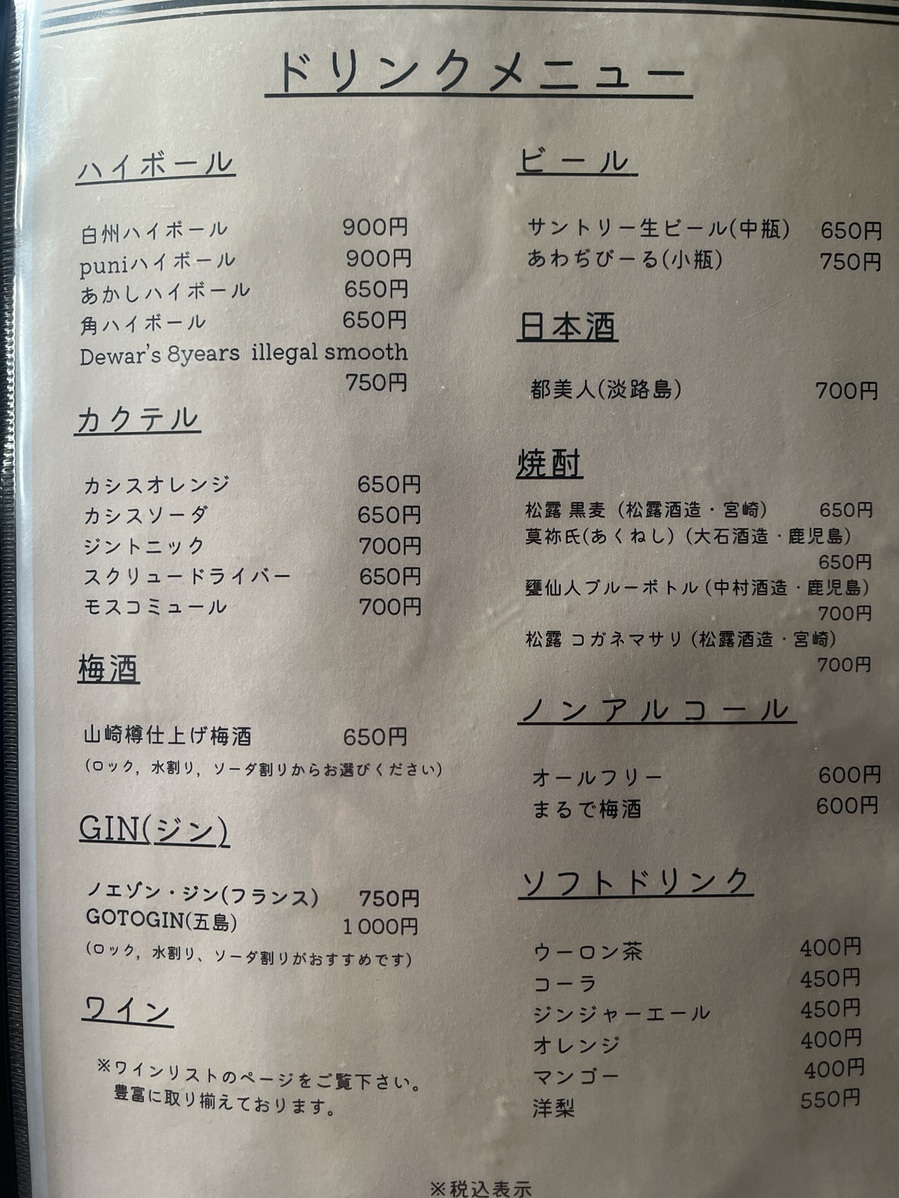 ドリンクメニュー
ハイボール
白州ハイボール 900円
puniハイボール 900円
あかしハイボール 650円
角ハイボール 650円
Dewar's 8years illegal smooth
750円
カクテル
カシスオレンジ 650円
カシスソーダ 650円
ジントニック 700円
スクリュードライバー 650円
モスコミュール 700円
梅酒
山崎樽仕上げ梅酒 650円
(ロック, 水割り, ソーダ割りからお選びください)
GIN(ジン)
ノエゾン・ジン(フランス) 750円
GOTOGIN(五島) 1000円
(ロック, 水割り、ソーダ割りがおすすめです)
ワイン
※ワインリストのページをご覧下さい。
豊富に取り揃えております。
ビール
サントリー生ビール(中瓶) 650円
あわぢびーる(小瓶) 750円
日本酒
都美人(淡路島) 700円
焼酎
松露 黒麦 (松露酒造・宮崎) 650円
莫祢氏(あくねし) (大石酒造・鹿児島)
650円
甕仙人ブルーボトル (中村酒造・鹿児島)
700円
松露 コガネマサリ (松露酒造・宮崎)
700円
ノンアルコール
オールフリー 600円
まるで梅酒 600円
ソフトドリンク
ウーロン茶 400円
コーラ 450円
ジンジャーエール 450円
オレンジ 400円
マンゴー 400円
洋梨 550円
※税込表示